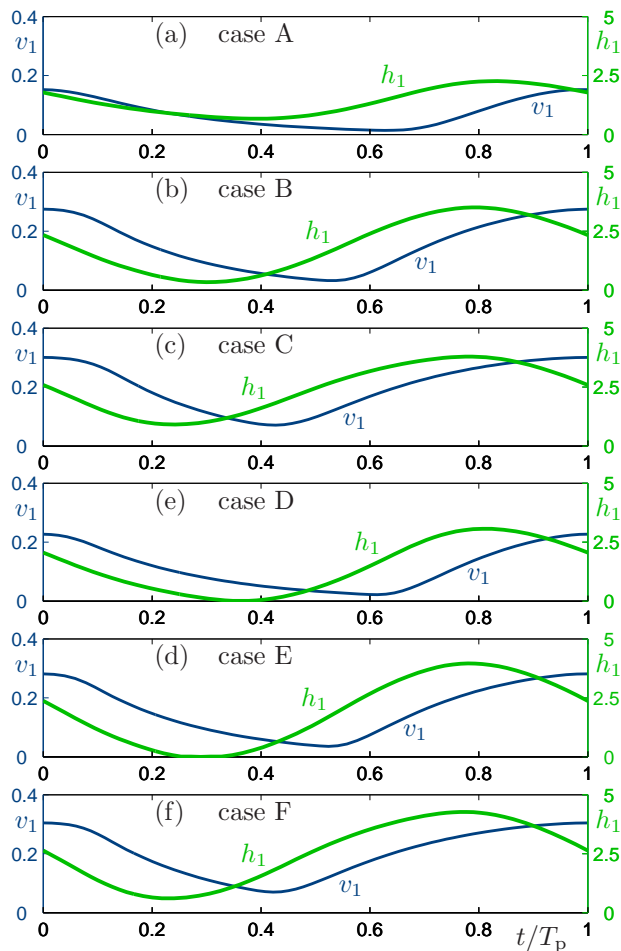 0.4 (a) case A 5
v₁ h₁
0.2 h₁ 2.5
v₁
0 0
0 0.2 0.4 0.6 0.8 1
0.4 (b) case B 5
v₁ h₁
0.2 h₁ 2.5
v₁
0 0
0 0.2 0.4 0.6 0.8 1
0.4 (c) case C 5
v₁ h₁
0.2 h₁ 2.5
v₁
0 0
0 0.2 0.4 0.6 0.8 1
0.4 (e) case D 5
v₁ h₁
0.2 h₁ 2.5
v₁
0 0
0 0.2 0.4 0.6 0.8 1
0.4 (d) case E 5
v₁ h₁
0.2 h₁ 2.5
v₁
0 0
0 0.2 0.4 0.6 0.8 1
0.4 (f) case F 5
v₁ h₁
0.2 h₁ 2.5
v₁
0 0
0 0.2 0.4 0.6 0.8 t/Tₚ 1